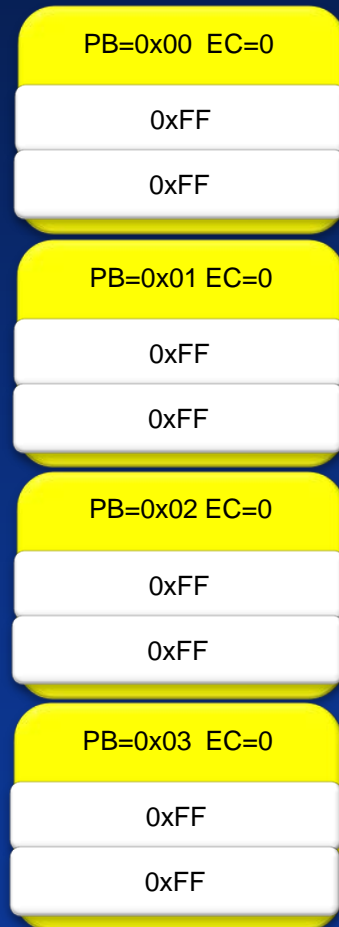 PB=0x00 EC=0
0xFF
0xFF
PB=0x01 EC=0
0xFF
0xFF
PB=0x02 EC=0
0xFF
0xFF
PB=0x03 EC=0
0xFF
0xFF